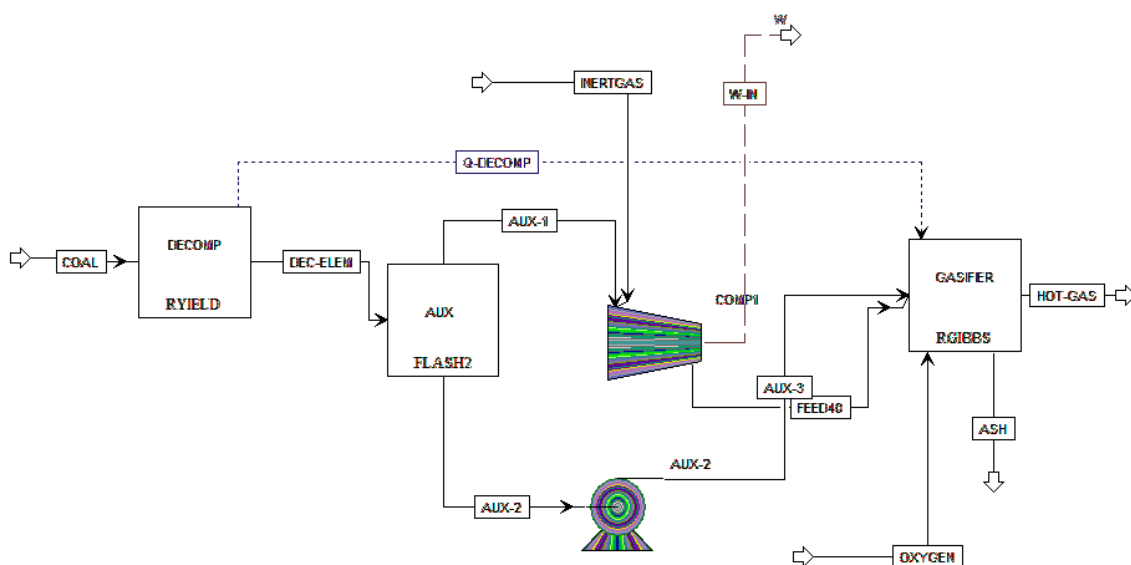 W
INERTGAS
W-IN
Q-DECOMP
AUX-1
COAL
DECOMP
RYIELD
DEC-ELEM
AUX
FLASH2
COMP1
GASIFER
RGIBBS
HOT-GAS
AUX-3
FEED48
ASH
AUX-2
AUX-2
OXYGEN